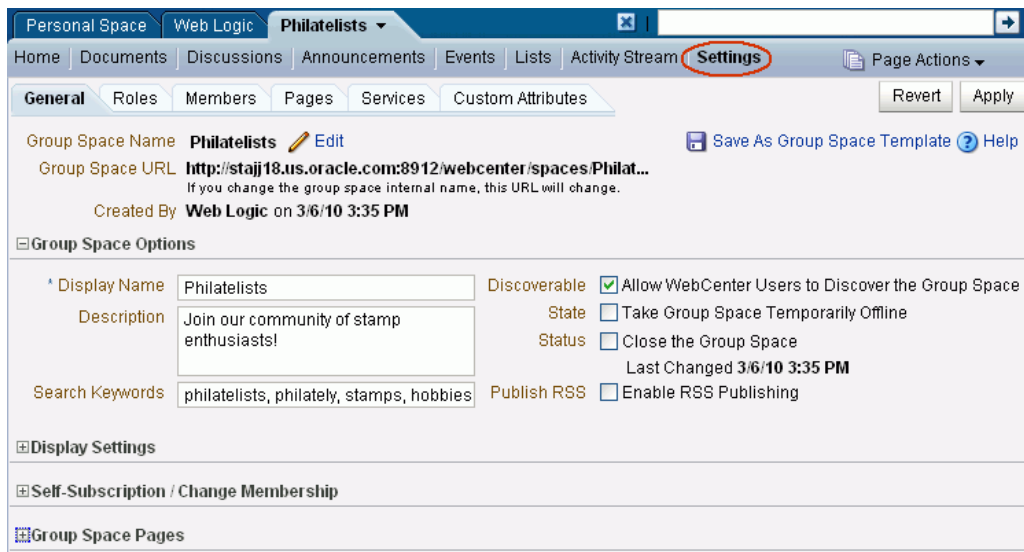 Personal Space Web Logic Philatelists
Home Documents Discussions Announcements Events Lists Activity Stream Settings Page Actions
General Roles Members Pages Services Custom Attributes Revert Apply
Group Space Name Philatelists Edit Save As Group Space Template ? Help
Group Space URL http://stajj18.us.oracle.com:8912/webcenter/spaces/Philat...
If you change the group space internal name, this URL will change.
Created By Web Logic on 3/6/10 3:35 PM
Group Space Options
* Display Name Philatelists Discoverable Allow WebCenter Users to Discover the Group Space
Description Join our community of stamp State Take Group Space Temporarily Offline
enthusiasts! Status Close the Group Space
Last Changed 3/6/10 3:35 PM
Search Keywords philatelists, philately, stamps, hobbies Publish RSS Enable RSS Publishing
Display Settings
Self-Subscription / Change Membership
Group Space Pages